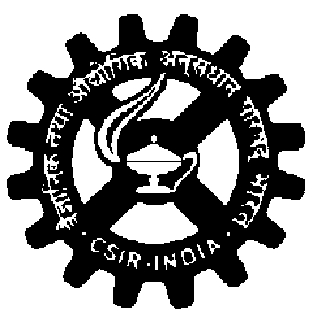 वैज्ञानिक तथा औद्योगिक अनुसंधान परिषद् भारत
· CSIR · INDIA ·